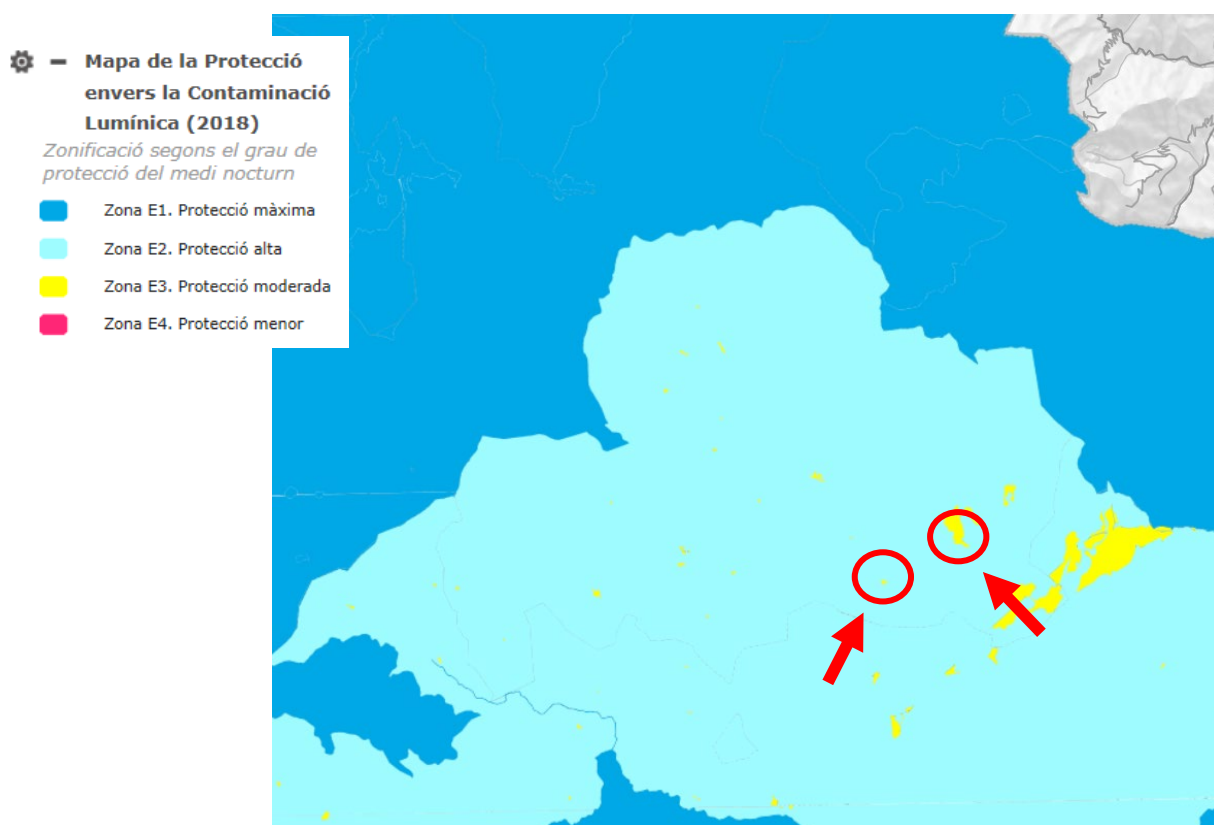 Mapa de la Protecció
envers la Contaminació
Lumínica (2018)
Zonificació segons el grau de
protecció del medi nocturn
Zona E1. Protecció màxima
Zona E2. Protecció alta
Zona E3. Protecció moderada
Zona E4. Protecció menor